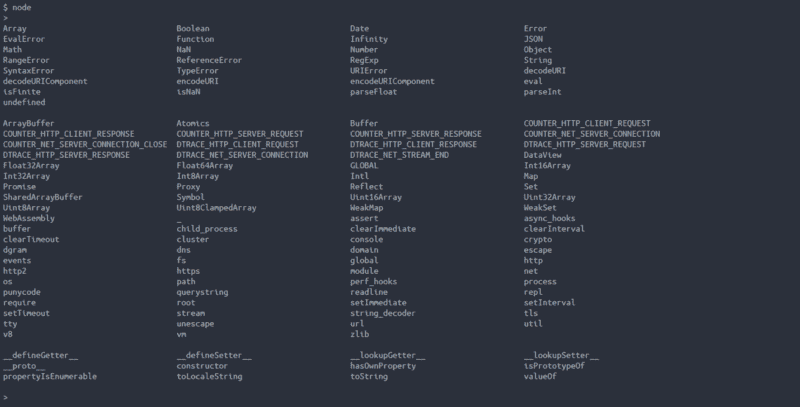 $ node
>
Array Boolean Date Error
EvalError Function Infinity JSON
Math NaN Number Object
RangeError ReferenceError RegExp String
SyntaxError TypeError URIError decodeURI
decodeURIComponent encodeURI encodeURIComponent eval
isFinite isNaN parseFloat parseInt
undefined
ArrayBuffer Atomics Buffer COUNTER_HTTP_CLIENT_REQUEST
COUNTER_HTTP_CLIENT_RESPONSE COUNTER_HTTP_SERVER_REQUEST COUNTER_HTTP_SERVER_RESPONSE COUNTER_NET_SERVER_CONNECTION
COUNTER_NET_SERVER_CONNECTION_CLOSE DTRACE_HTTP_CLIENT_REQUEST DTRACE_HTTP_CLIENT_RESPONSE DTRACE_HTTP_SERVER_REQUEST
DTRACE_HTTP_SERVER_RESPONSE DTRACE_NET_SERVER_CONNECTION DTRACE_NET_STREAM_END DataView
Float32Array Float64Array GLOBAL Int16Array
Int32Array Int8Array Intl Map
Promise Proxy Reflect Set
SharedArrayBuffer Symbol Uint16Array Uint32Array
Uint8Array Uint8ClampedArray WeakMap WeakSet
WebAssembly _ assert async_hooks
buffer child_process clearImmediate clearInterval
clearTimeout cluster console crypto
dgram dns domain escape
events fs global http
http2 https module net
os path perf_hooks process
punycode querystring readline repl
require root setImmediate setInterval
setTimeout stream string_decoder tls
tty unescape url util
v8 vm zlib
__defineGetter__ __defineSetter__ __lookupGetter__ __lookupSetter__
__proto__ constructor hasOwnProperty isPrototypeOf
propertyIsEnumerable toLocaleString toString valueOf
>